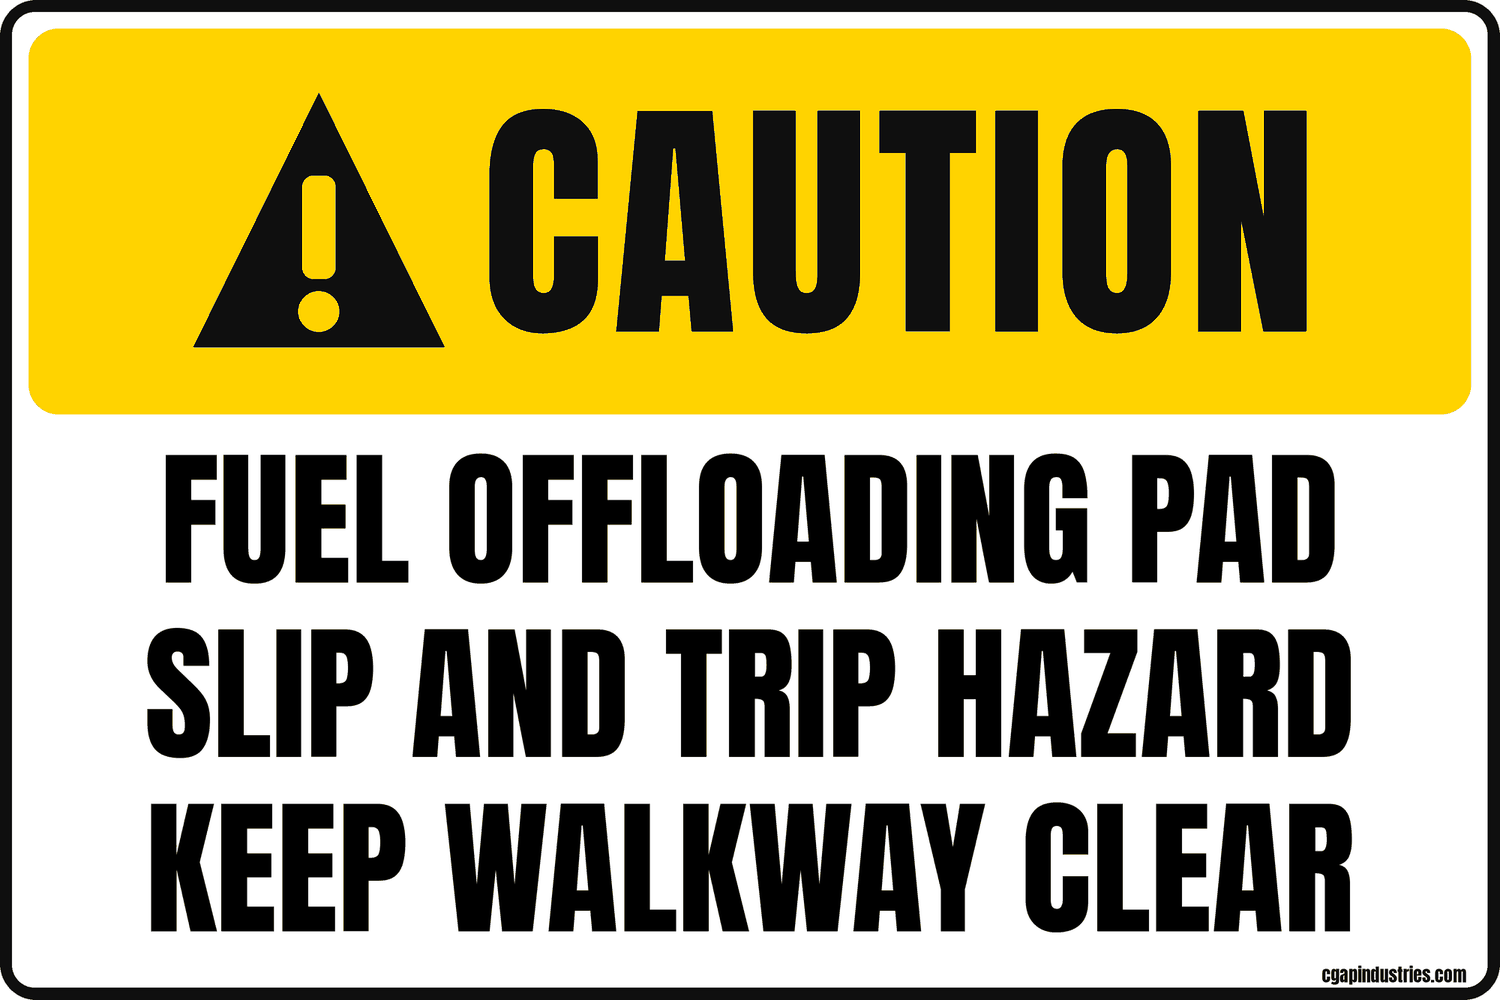 CAUTION
FUEL OFFLOADING PAD
SLIP AND TRIP HAZARD
KEEP WALKWAY CLEAR
cgapindustries.com